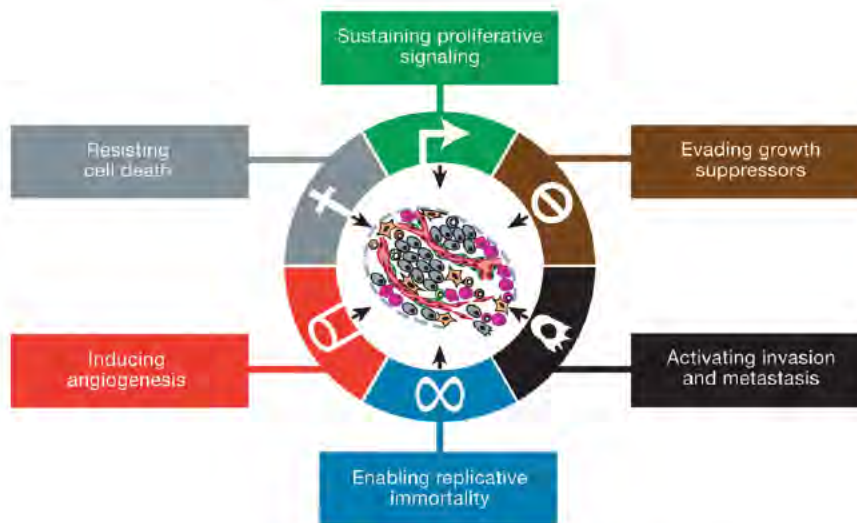 Sustaining proliferative
signaling
Resisting
cell death
Evading growth
suppressors
Inducing
angiogenesis
Activating invasion
and metastasis
Enabling replicative
immortality